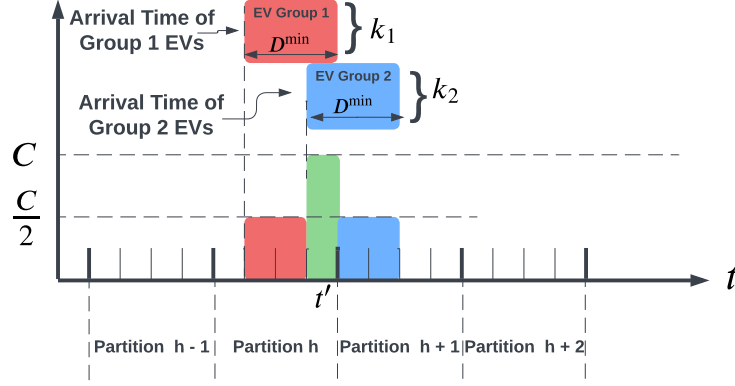 Arrival Time of
Group 1 EVs
EV Group 1
D^min
k_1
EV Group 2
Arrival Time of
Group 2 EVs
D^min
k_2
C
C/2
t′
t
Partition h - 1
Partition h
Partition h + 1
Partition h + 2